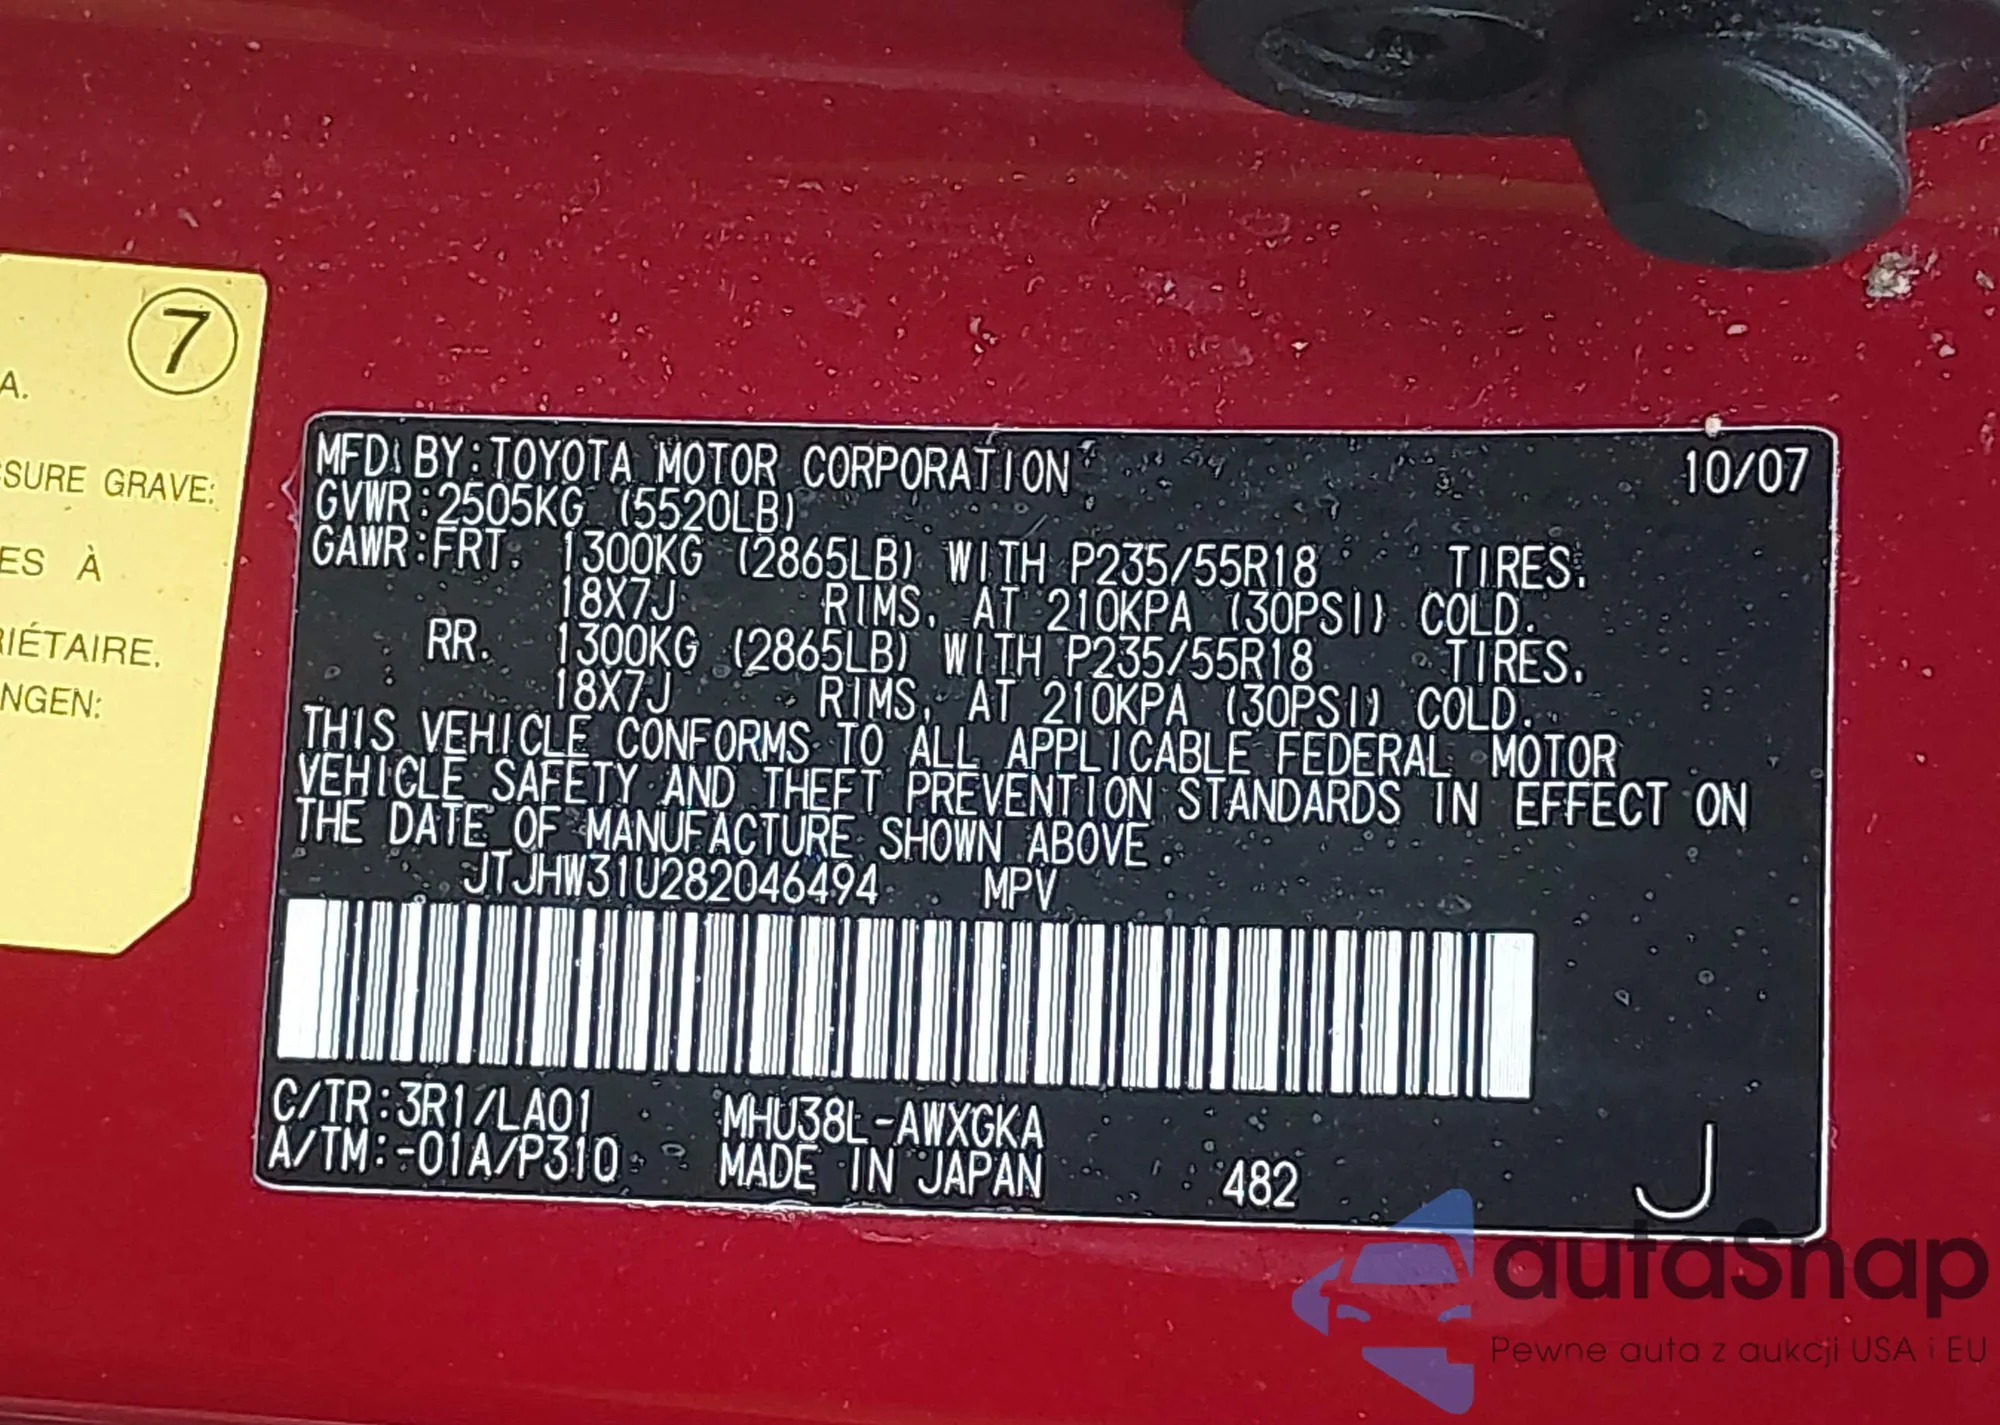 7
A.
SSURE GRAVE:
ES À
RIÉTAIRE.
NGEN:
MFD. BY: TOYOTA MOTOR CORPORATION 10/07
GVWR: 2505KG (5520LB)
GAWR: FRT. 1300KG (2865LB) WITH P235/55R18 TIRES,
18X7J RIMS, AT 210KPA (30PSI) COLD.
RR. 1300KG (2865LB) WITH P235/55R18 TIRES,
18X7J RIMS, AT 210KPA (30PSI) COLD.
THIS VEHICLE CONFORMS TO ALL APPLICABLE FEDERAL MOTOR
VEHICLE SAFETY AND THEFT PREVENTION STANDARDS IN EFFECT ON
THE DATE OF MANUFACTURE SHOWN ABOVE.
JTJHW31U282046494 MPV
C/TR: 3R1/LA01 MHU38L-AWXGKA
A/TM: -01A/P310 MADE IN JAPAN 482 J
autaSnap
Pewne auta z aukcji USA i EU